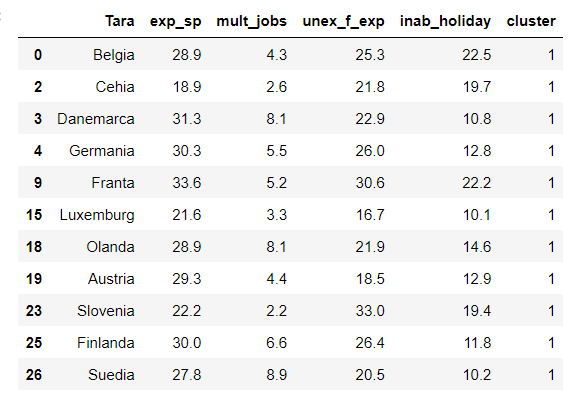 Tara exp_sp mult_jobs unex_f_exp inab_holiday cluster
0 Belgia 28.9 4.3 25.3 22.5 1
2 Cehia 18.9 2.6 21.8 19.7 1
3 Danemarca 31.3 8.1 22.9 10.8 1
4 Germania 30.3 5.5 26.0 12.8 1
9 Franta 33.6 5.2 30.6 22.2 1
15 Luxemburg 21.6 3.3 16.7 10.1 1
18 Olanda 28.9 8.1 21.9 14.6 1
19 Austria 29.3 4.4 18.5 12.9 1
23 Slovenia 22.2 2.2 33.0 19.4 1
25 Finlanda 30.0 6.6 26.4 11.8 1
26 Suedia 27.8 8.9 20.5 10.2 1